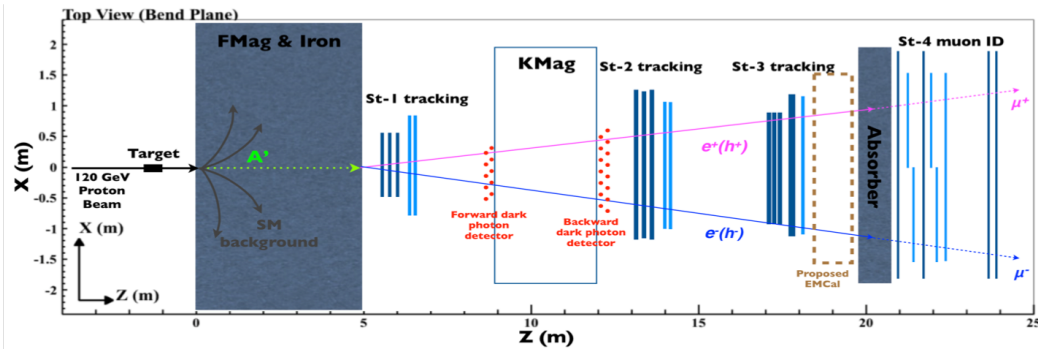 Top View (Bend Plane)
FMag & Iron
KMag
St-1 tracking
St-2 tracking
St-3 tracking
St-4 muon ID
Target
A'
120 GeV
Proton
Beam
SM
background
Forward dark
photon
detector
Backward
dark photon
detector
e⁺(h⁺)
e⁻(h⁻)
Proposed
EMCal
Absorber
μ⁺
μ⁻
X (m)
Z (m)
X (m)
2
1.5
1
0.5
0
-0.5
-1
-1.5
-2
0
5
10
15
20
25
Z (m)